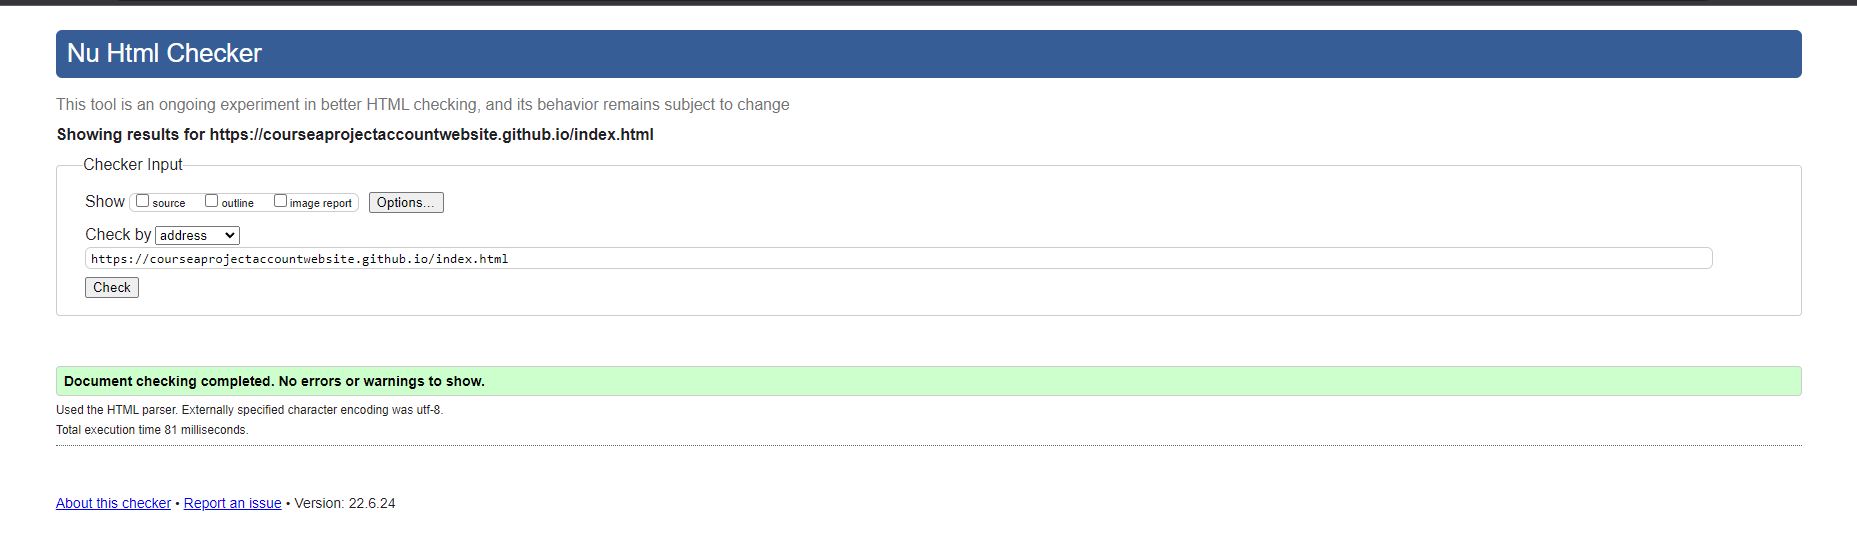 Nu Html Checker
This tool is an ongoing experiment in better HTML checking, and its behavior remains subject to change
Showing results for https://courseaprojectaccountwebsite.github.io/index.html
Checker Input
Show source outline image report Options...
Check by address
https://courseaprojectaccountwebsite.github.io/index.html
Check
Document checking completed. No errors or warnings to show.
Used the HTML parser. Externally specified character encoding was utf-8.
Total execution time 81 milliseconds.
About this checker • Report an issue • Version: 22.6.24